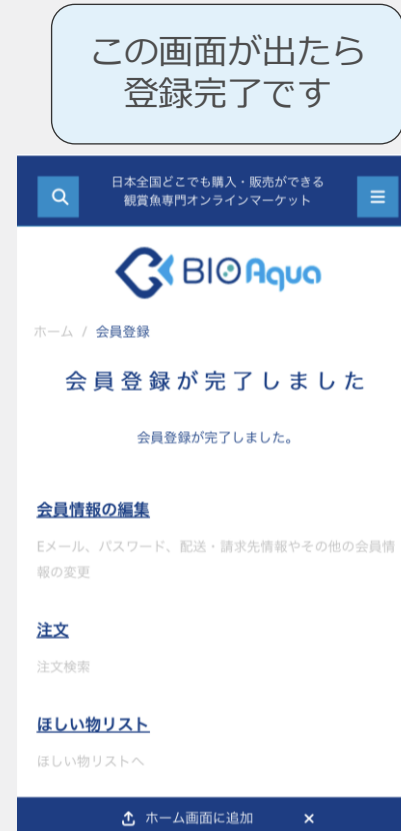 この画面が出たら
登録完了です
日本全国どこでも購入・販売ができる
観賞魚専門オンラインマーケット
BIO Aqua
ホーム / 会員登録
会員登録が完了しました
会員登録が完了しました。
会員情報の編集
Eメール、パスワード、配送・請求先情報やその他の会員情
報の変更
注文
注文検索
ほしい物リスト
ほしい物リストへ
ホーム画面に追加 ×